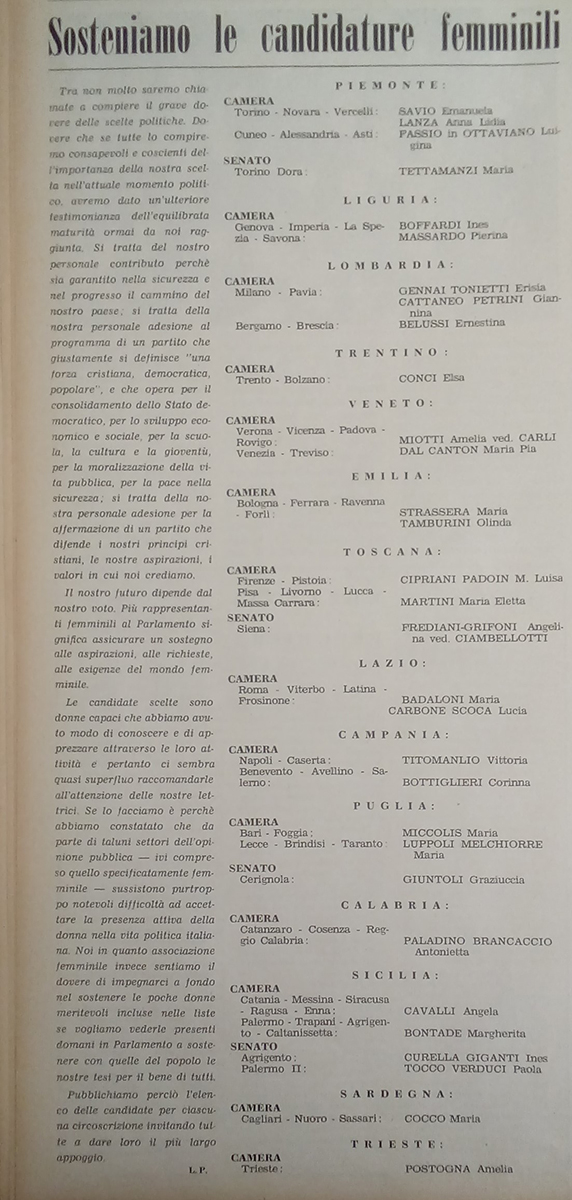 Sosteniamo le candidature femminili
Tra non molto saremo chia-
mate a compiere il grave do-
vere delle scelte politiche. Do-
vere che se tutte lo compire-
mo consapevoli e coscienti del-
l'importanza della nostra scel-
ta nell'attuale momento politi-
co, avremo dato un'ulteriore
testimonianza dell'equilibrata
maturità ormai da noi rag-
giunta. Si tratta del nostro
personale contributo perchè
sia garantito nella sicurezza e
nel progresso il cammino del
nostro paese; si tratta della
nostra personale adesione al
programma di un partito che
giustamente si definisce "una
forza cristiana, democratica,
popolare", e che opera per il
consolidamento dello Stato de-
mocratico, per lo sviluppo eco-
nomico e sociale, per la scuo-
la, la cultura e la gioventù,
per la moralizzazione della vi-
ta pubblica, per la pace nella
sicurezza; si tratta della no-
stra personale adesione per la
affermazione di un partito che
difende i nostri principi cri-
stiani, le nostre aspirazioni, i
valori in cui noi crediamo.
Il nostro futuro dipende dal
nostro voto. Più rappresentan-
ti femminili al Parlamento si-
gnifica assicurare un sostegno
alle aspirazioni, alle richieste,
alle esigenze del mondo fem-
minile.
Le candidate scelte sono
donne capaci che abbiamo avu-
to modo di conoscere e di ap-
prezzare attraverso le loro at-
tività e pertanto ci sembra
quasi superfluo raccomandarle
all'attenzione delle nostre let-
trici. Se lo facciamo è perchè
abbiamo constatato che da
parte di taluni settori dell'opi-
nione pubblica — ivi compre-
so quello specificatamente fem-
minile — sussistono purtrop-
po notevoli difficoltà ad accet-
tare la presenza attiva della
donna nella vita politica italia-
na. Noi in quanto associazione
femminile invece sentiamo il
dovere di impegnarci a fondo
nel sostenere le poche donne
meritevoli incluse nelle liste
se vogliamo vederle presenti
domani in Parlamento a soste-
nere con quelle del popolo le
nostre tesi per il bene di tutti.
Pubblichiamo perciò l'elen-
co delle candidate per ciascu-
na circoscrizione invitando tut-
te a dare loro il più largo
appoggio.
L.P.
PIEMONTE:
CAMERA
Torino - Novara - Vercelli: SAVIO Emanuela
LANZA Anna Lidia
Cuneo - Alessandria - Asti: FASSIO in OTTAVIANO Lui-
gina
SENATO
Torino Dora: TETTAMANZI Maria
LIGURIA:
CAMERA
Genova - Imperia - La Spe- BOFFARDI Ines
zia - Savona: MASSARDO Pierina
LOMBARDIA:
CAMERA
Milano - Pavia: GENNAI TONIETTI Erisia
CATTANEO PETRINI Gian-
nina
Bergamo - Brescia: BELUSSI Ernestina
TRENTINO:
CAMERA
Trento - Bolzano: CONCI Elsa
VENETO:
CAMERA
Verona - Vicenza - Padova -
Rovigo: MIOTTI Amelia ved. CARLI
Venezia - Treviso: DAL CANTON Maria Pia
EMILIA:
CAMERA
Bologna - Ferrara - Ravenna
- Forlì: STRASSERA Maria
TAMBURINI Olinda
TOSCANA:
CAMERA
Firenze - Pistoia: CIPRIANI PADOIN M. Luisa
Pisa - Livorno - Lucca -
Massa Carrara: MARTINI Maria Eletta
SENATO
Siena: FREDIANI-GRIFONI Angeli-
na ved. CIAMBELLOTTI
LAZIO:
CAMERA
Roma - Viterbo - Latina -
Frosinone: BADALONI Maria
CARBONE SCOCA Lucia
CAMPANIA:
CAMERA
Napoli - Caserta: TITOMANLIO Vittoria
Benevento - Avellino - Sa-
lerno: BOTTIGLIERI Corinna
PUGLIA:
CAMERA
Bari - Foggia: MICCOLIS Maria
Lecce - Brindisi - Taranto: LUPPOLI MELCHIORRE
Maria
SENATO
Cerignola: GIUNTOLI Graziuccia
CALABRIA:
CAMERA
Catanzaro - Cosenza - Reg-
gio Calabria: PALADINO BRANCACCIO
Antonietta
SICILIA:
CAMERA
Catania - Messina - Siracusa
- Ragusa - Enna: CAVALLI Angela
Palermo - Trapani - Agrigen-
to - Caltanissetta: BONTADE Margherita
SENATO
Agrigento: CURELLA GIGANTI Ines
Palermo II: TOCCO VERDUCI Paola
SARDEGNA:
CAMERA
Cagliari - Nuoro - Sassari: COCCO Maria
TRIESTE:
CAMERA
Trieste: POSTOGNA Amelia